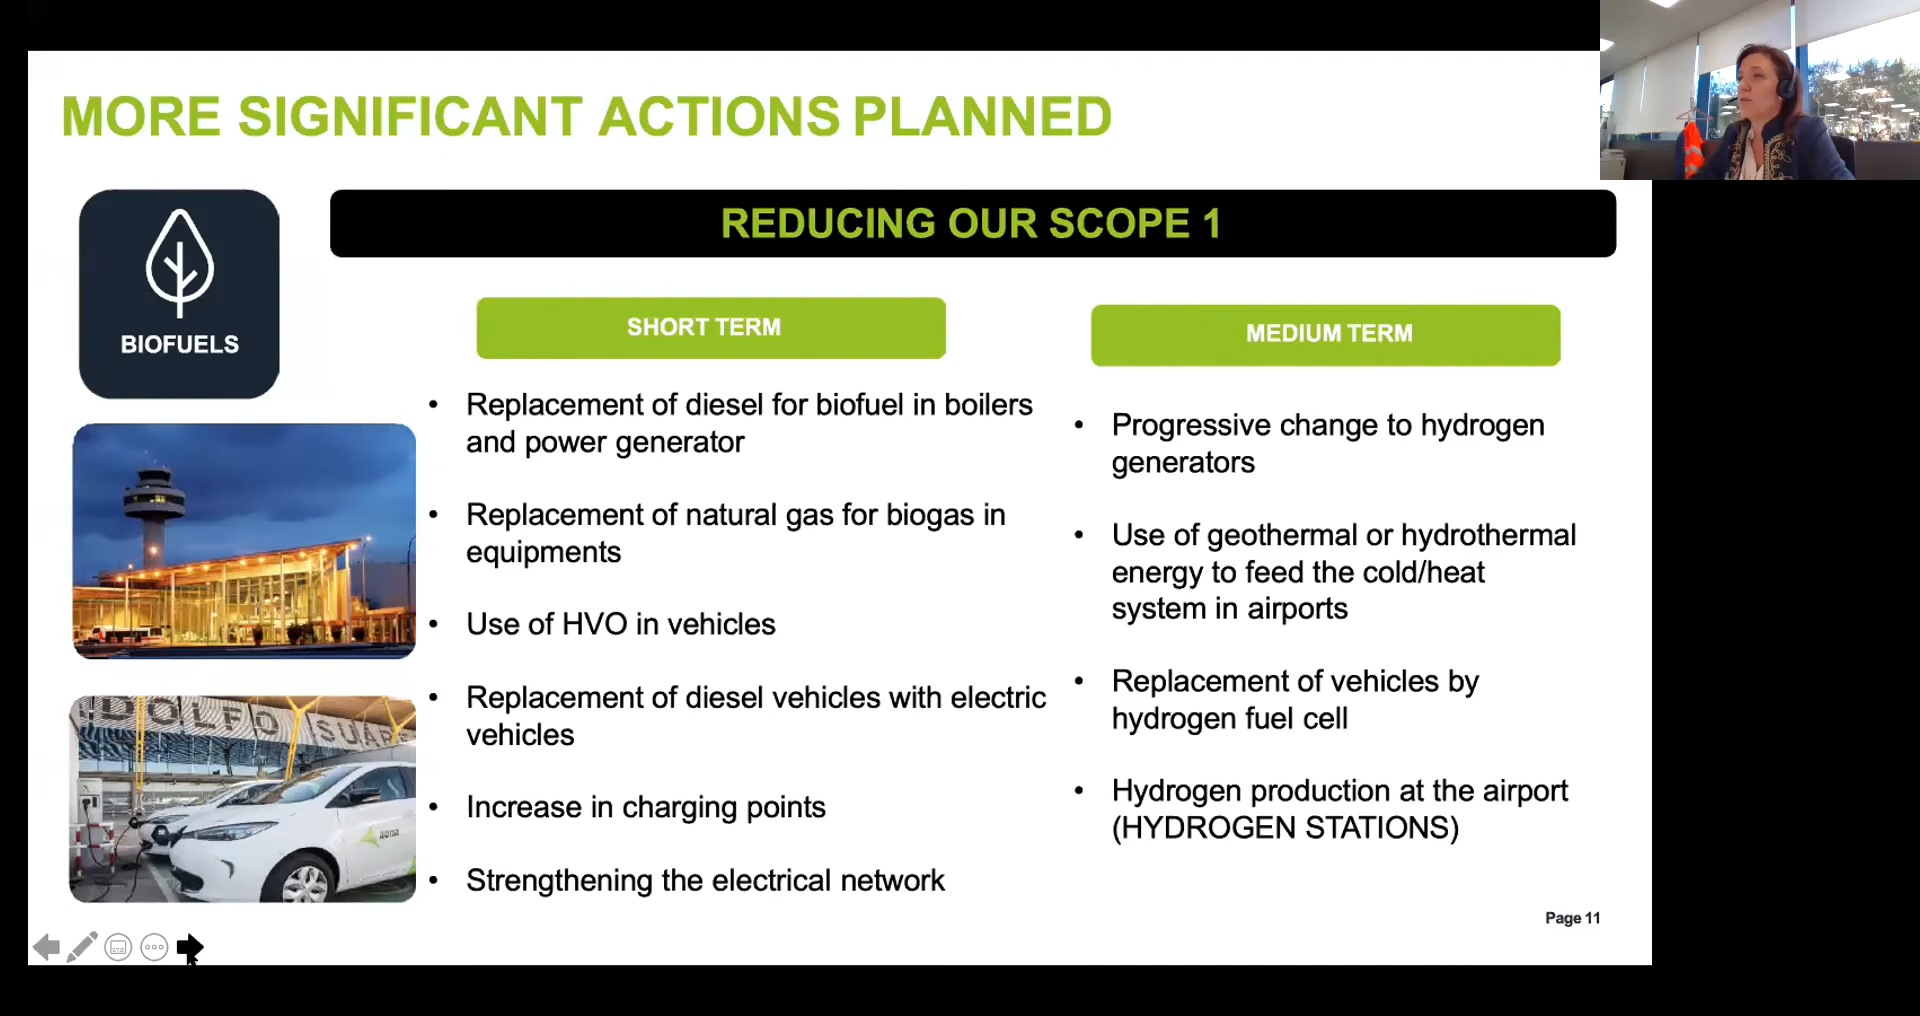 MORE SIGNIFICANT ACTIONS PLANNED
BIOFUELS
REDUCING OUR SCOPE 1
SHORT TERM
• Replacement of diesel for biofuel in boilers
and power generator
• Replacement of natural gas for biogas in
equipments
• Use of HVO in vehicles
• Replacement of diesel vehicles with electric
vehicles
• Increase in charging points
• Strengthening the electrical network
MEDIUM TERM
• Progressive change to hydrogen
generators
• Use of geothermal or hydrothermal
energy to feed the cold/heat
system in airports
• Replacement of vehicles by
hydrogen fuel cell
• Hydrogen production at the airport
(HYDROGEN STATIONS)
DOLFO SUÁR
aena
Page 11